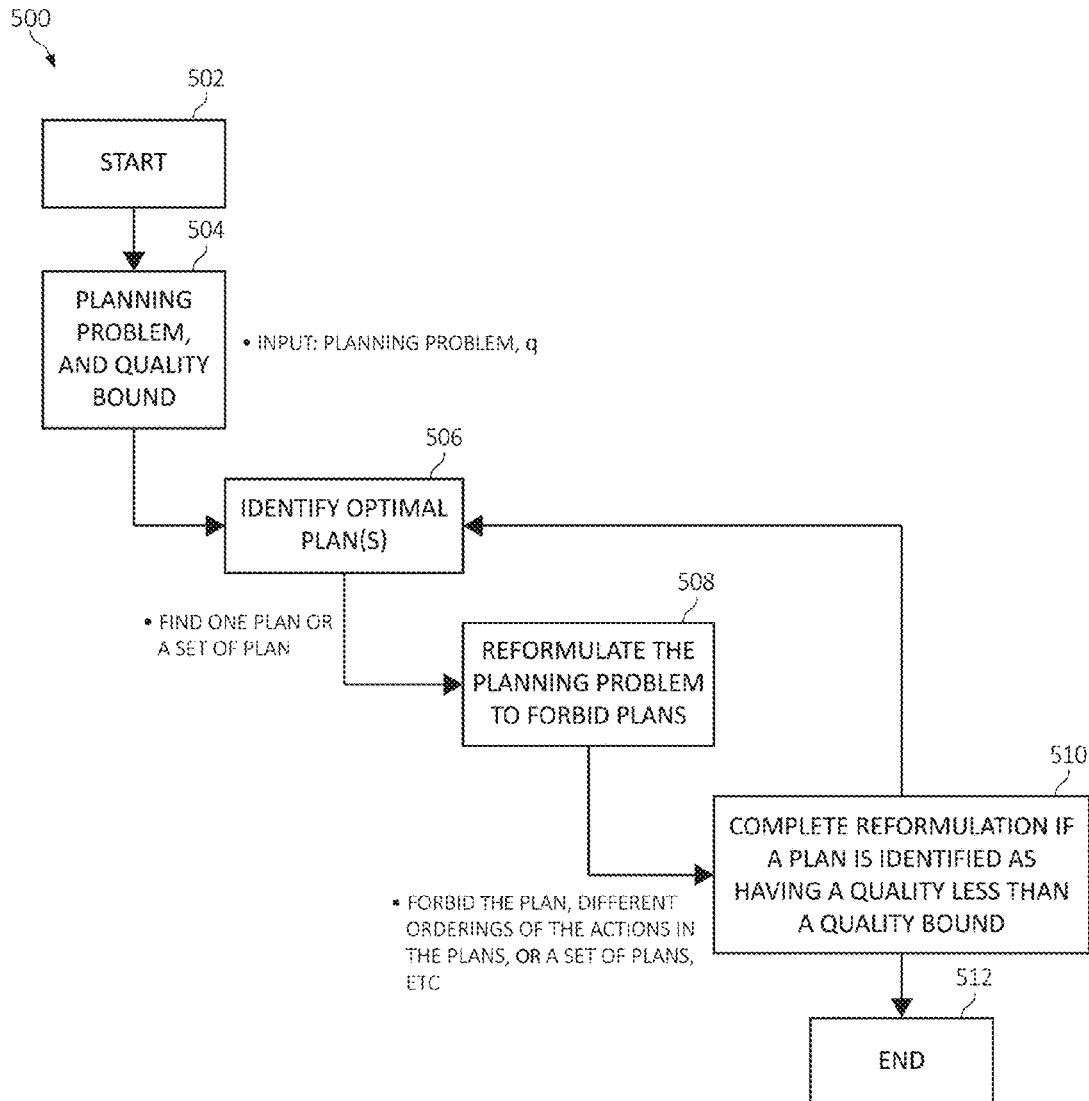 500
502
START
504
PLANNING
PROBLEM,
AND QUALITY
BOUND
• INPUT: PLANNING PROBLEM, q
506
IDENTIFY OPTIMAL
PLAN(S)
• FIND ONE PLAN OR
A SET OF PLAN
508
REFORMULATE THE
PLANNING PROBLEM
TO FORBID PLANS
510
COMPLETE REFORMULATION IF
A PLAN IS IDENTIFIED AS
HAVING A QUALITY LESS THAN
A QUALITY BOUND
• FORBID THE PLAN, DIFFERENT
ORDERINGS OF THE ACTIONS IN
THE PLANS, OR A SET OF PLANS,
ETC
512
END